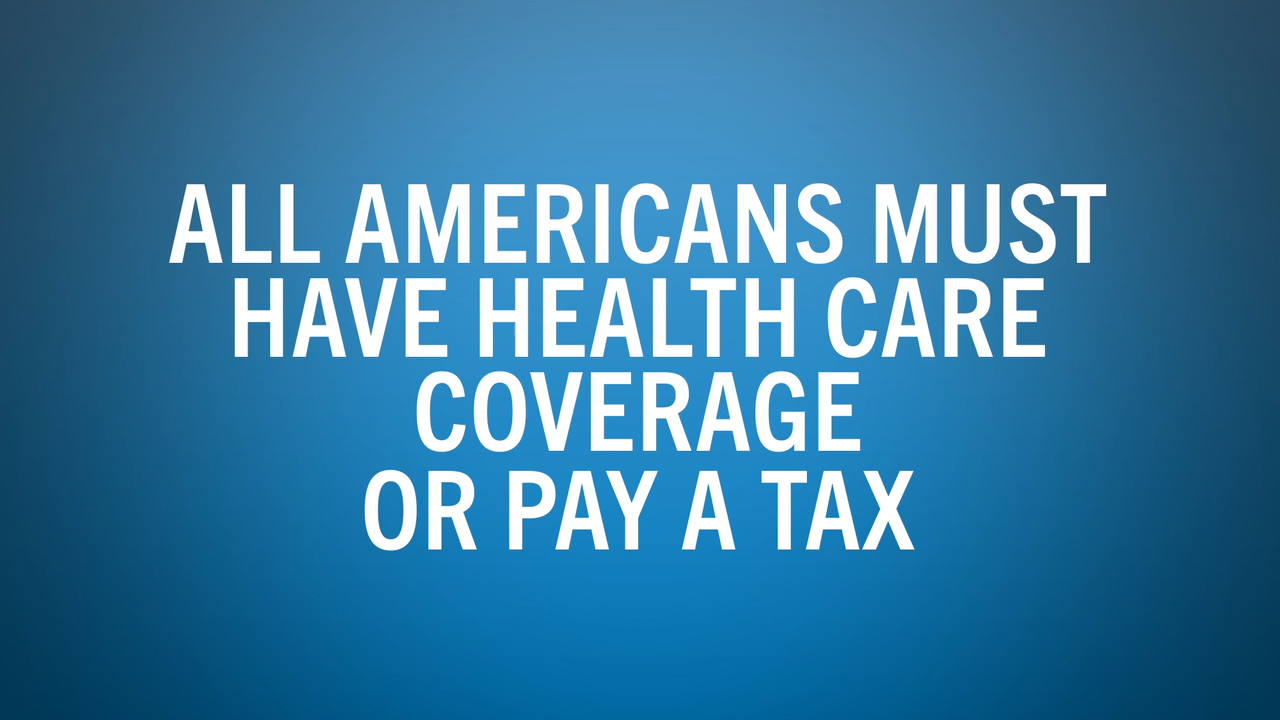 ALL AMERICANS MUST
HAVE HEALTH CARE
COVERAGE
OR PAY A TAX